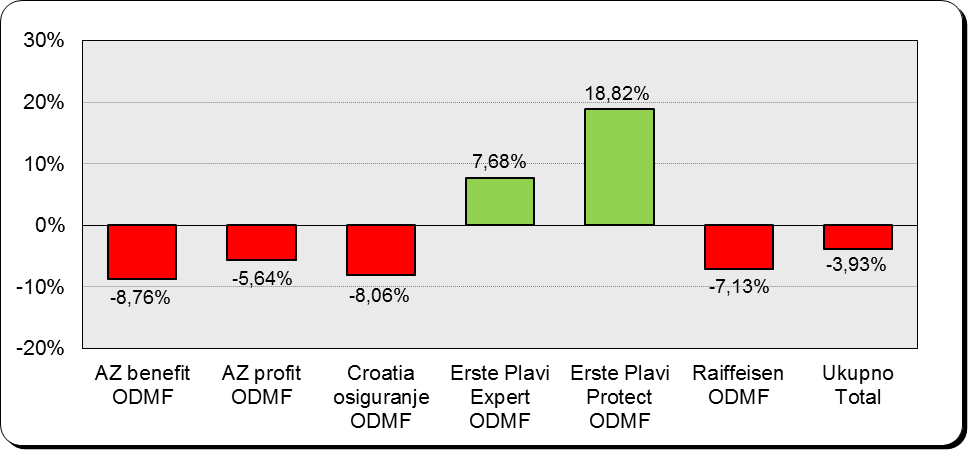 30%
20%
10%
0%
-10%
-20%
-8,76%
-5,64%
-8,06%
7,68%
18,82%
-7,13%
-3,93%
AZ benefit
ODMF
AZ profit
ODMF
Croatia
osiguranje
ODMF
Erste Plavi
Expert
ODMF
Erste Plavi
Protect
ODMF
Raiffeisen
ODMF
Ukupno
Total